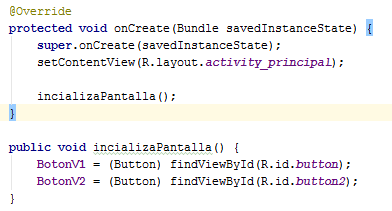 @Override
protected void onCreate(Bundle savedInstanceState) {
super.onCreate(savedInstanceState);
setContentView(R.layout.activity_principal);
incializaPantalla();
}
public void incializaPantalla() {
BotonV1 = (Button) findViewById(R.id.button);
BotonV2 = (Button) findViewById(R.id.button2);
}